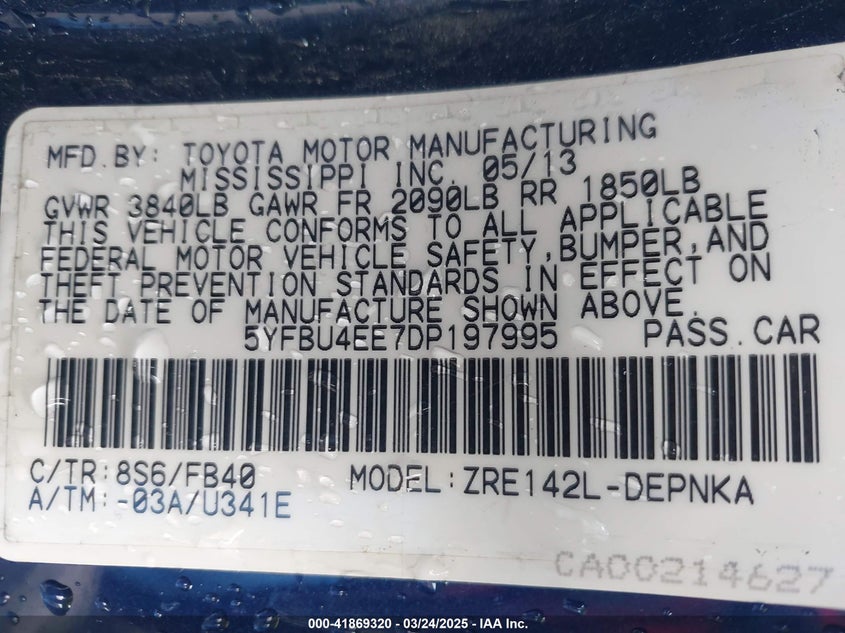 MFD.BY: TOYOTA MOTOR MANUFACTURING
MISSISSIPPI INC. 05/13
GVWR 3840LB GAWR FR 2090LB RR 1850LB
THIS VEHICLE CONFORMS TO ALL APPLICABLE
FEDERAL MOTOR VEHICLE SAFETY,BUMPER,AND
THEFT PREVENTION STANDARDS IN EFFECT ON
THE DATE OF MANUFACTURE SHOWN ABOVE.
5YFBU4EE7DP197995 PASS.CAR
C/TR:8S6/FB40 MODEL:ZRE142L-DEPNKA
A/TM:-03A/U341E
CA00214627
000-41869320 - 03/24/2025 - IAA Inc.